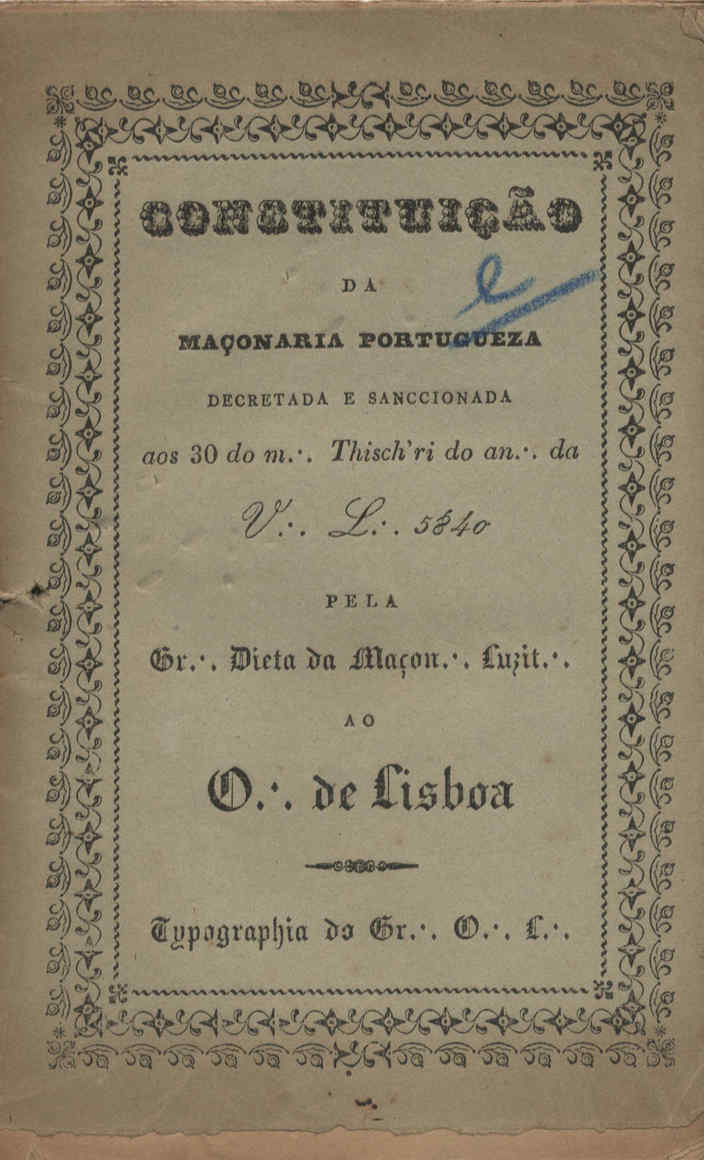 CONSTITUIÇÃO
DA
MAÇONARIA PORTUGUEZA
DECRETADA E SANCCIONADA
aos 30 do m.·. Thisch'ri do an.·. da
V.·. L.·. 5840
PELA
Gr.·. Dieta da Maçon.·. Luzit.·.
AO
O.·. de Lisboa
Typographia do Gr.·. O.·. L.·.